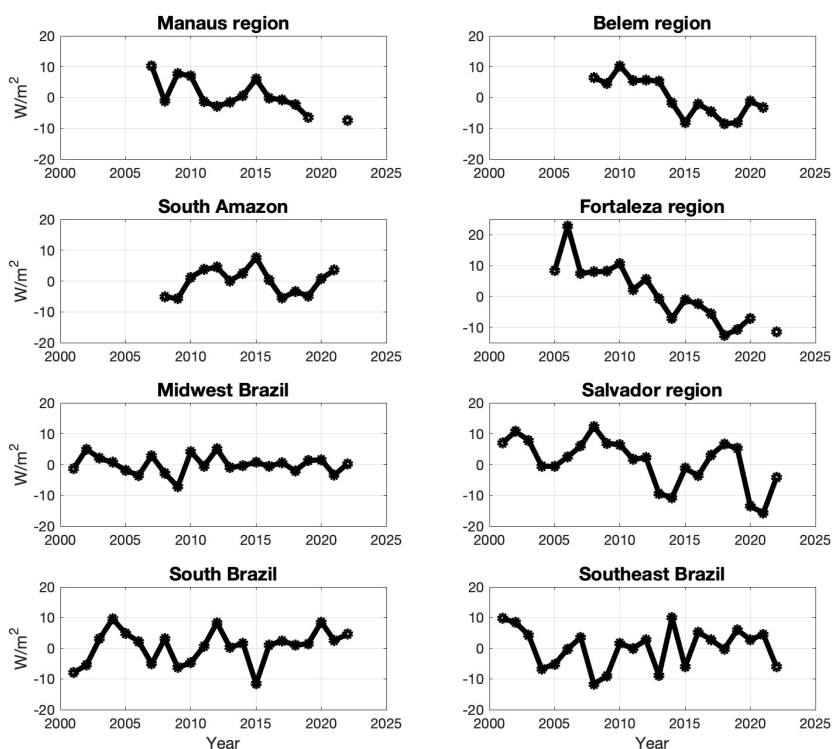 Manaus region
20
10
0
-10
-20
W/m²
2000 2005 2010 2015 2020 2025
Belem region
20
10
0
-10
-20
2000 2005 2010 2015 2020 2025
South Amazon
20
10
0
-10
-20
W/m²
2000 2005 2010 2015 2020 2025
Fortaleza region
20
10
0
-10
2000 2005 2010 2015 2020 2025
Midwest Brazil
20
10
0
-10
-20
W/m²
2000 2005 2010 2015 2020 2025
Salvador region
20
10
0
-10
-20
2000 2005 2010 2015 2020 2025
South Brazil
20
10
0
-10
-20
W/m²
2000 2005 2010 2015 2020 2025
Year
Southeast Brazil
20
10
0
-10
-20
2000 2005 2010 2015 2020 2025
Year